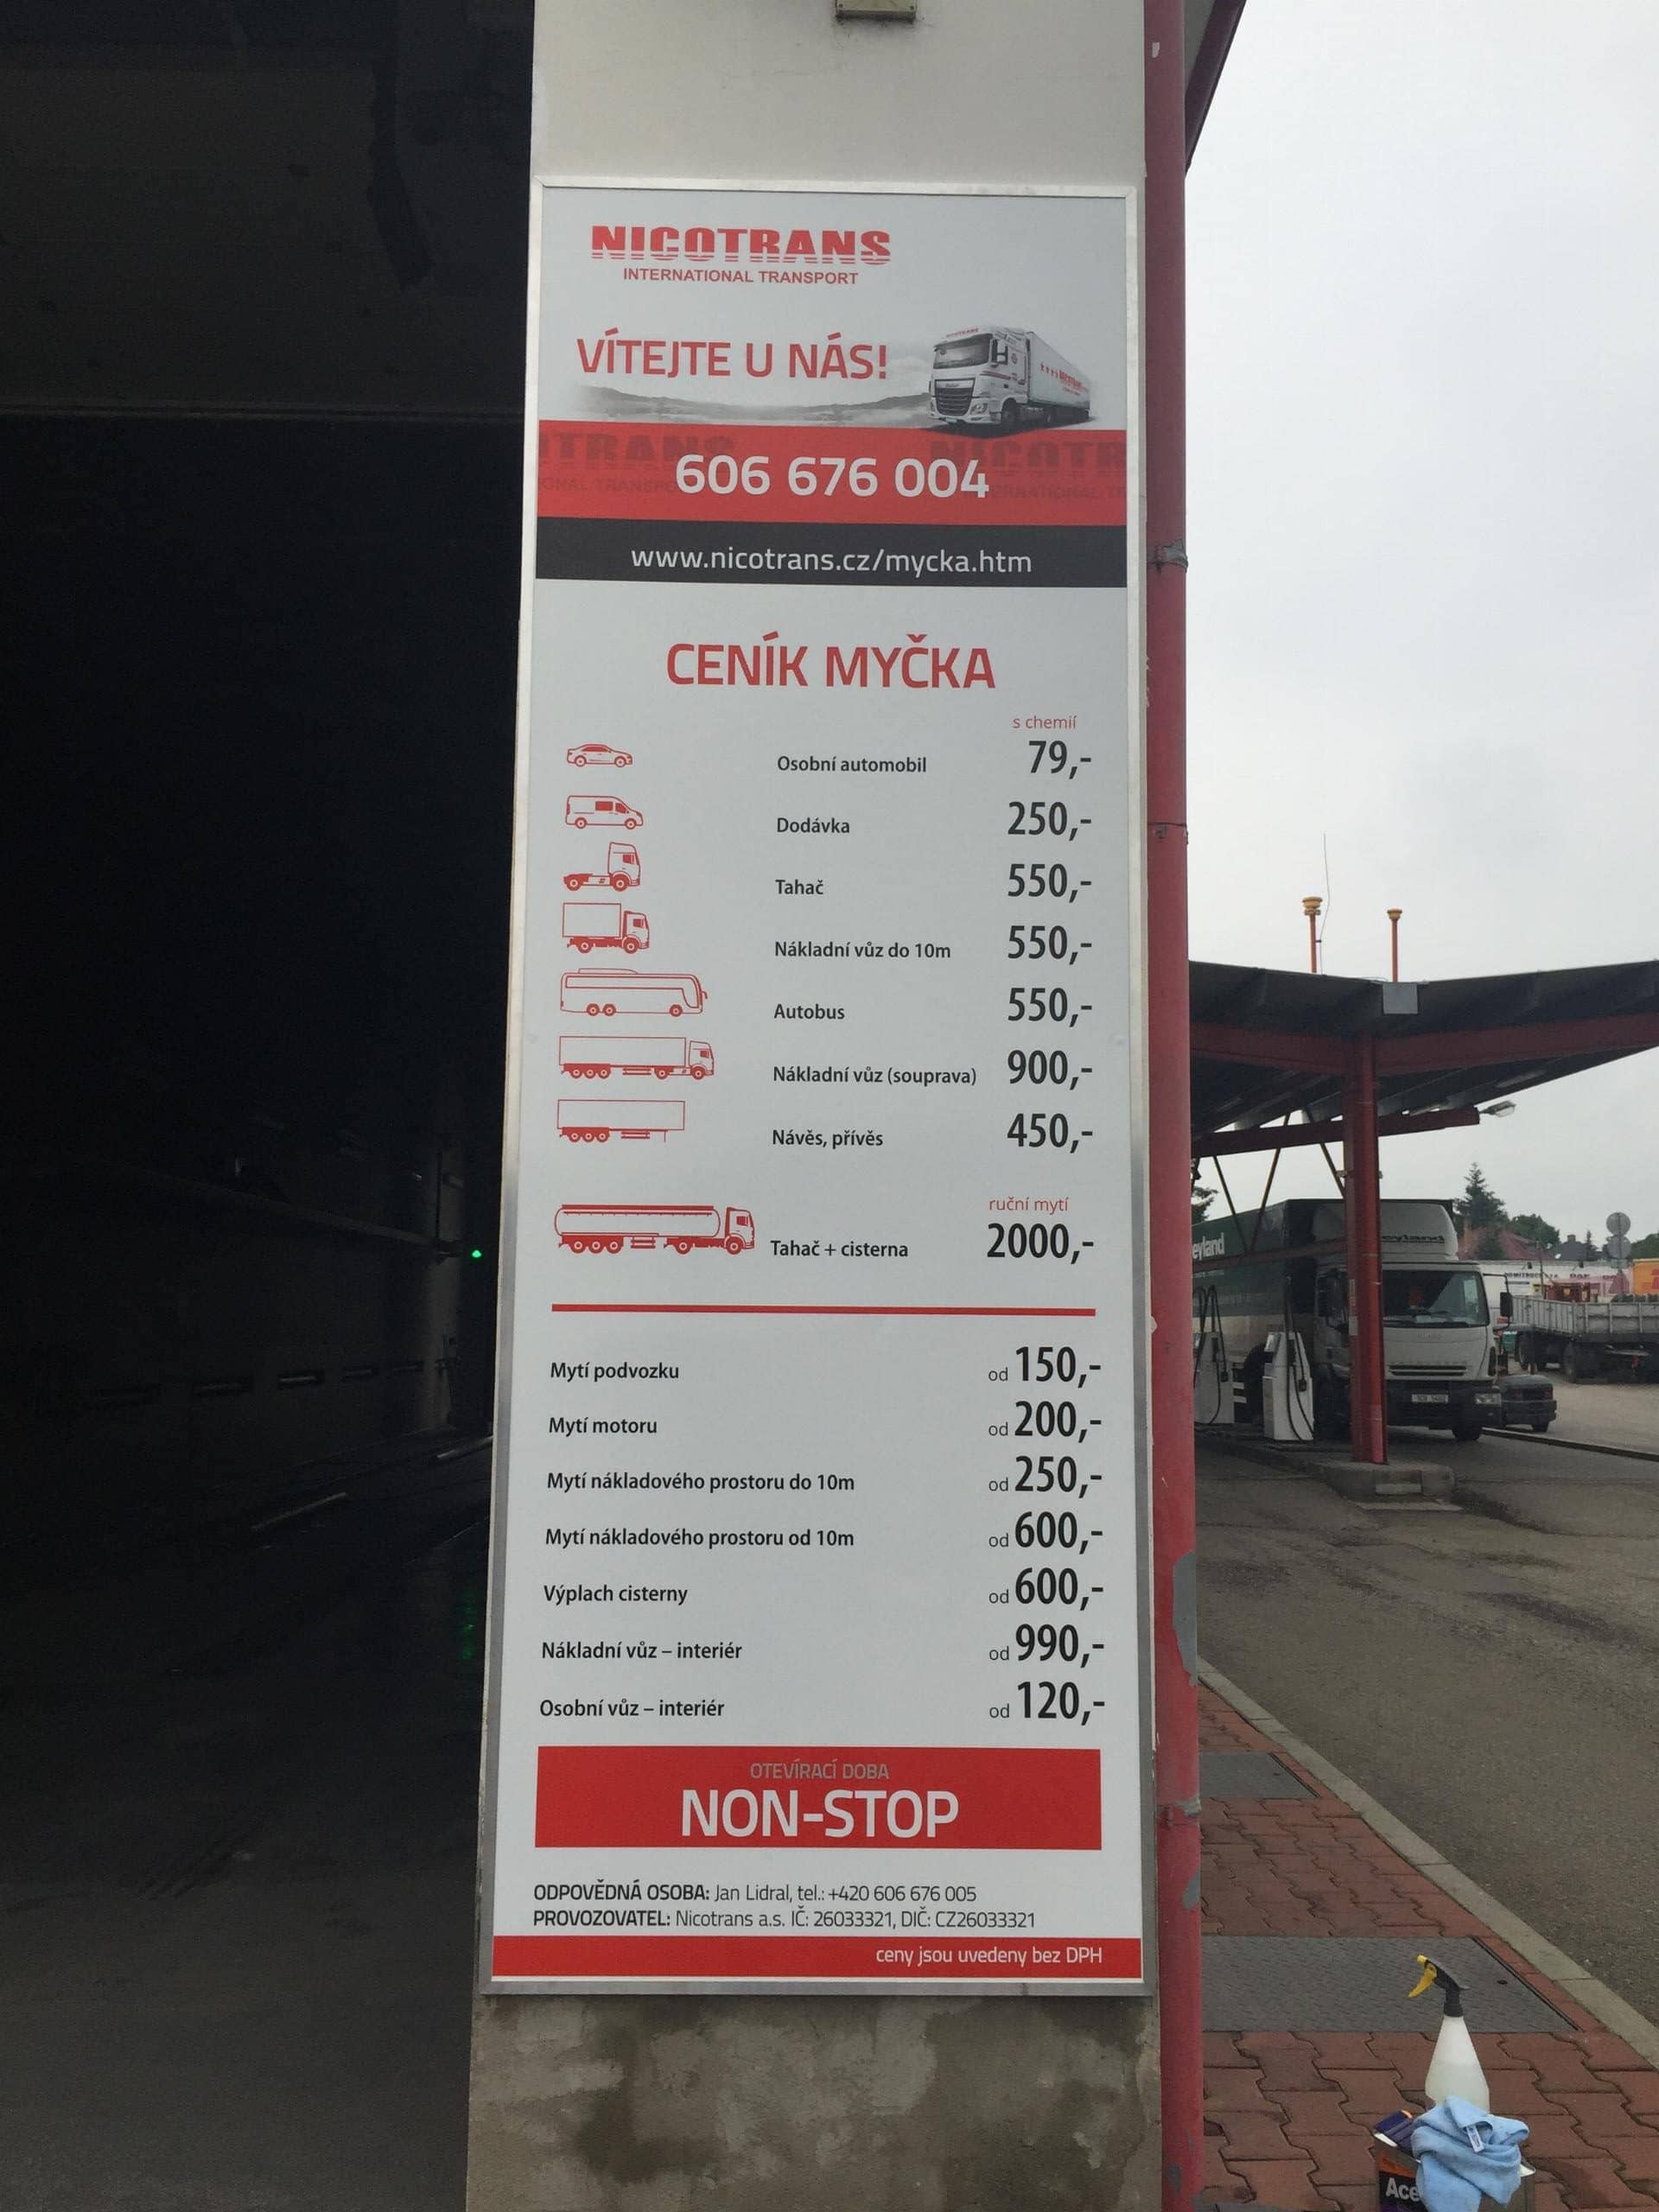 NICOTRANS
INTERNATIONAL TRANSPORT
VÍTEJTE U NÁS!
606 676 004
www.nicotrans.cz/mycka.htm
CENÍK MYČKA
s chemií
Osobní automobil 79,-
Dodávka 250,-
Tahač 550,-
Nákladní vůz do 10m 550,-
Autobus 550,-
Nákladní vůz (souprava) 900,-
Návěs, přívěs 450,-
ruční mytí
Tahač + cisterna 2000,-
Mytí podvozku od 150,-
Mytí motoru od 200,-
Mytí nákladového prostoru do 10m od 250,-
Mytí nákladového prostoru od 10m od 600,-
Výplach cisterny od 600,-
Nákladní vůz – interiér od 990,-
Osobní vůz – interiér od 120,-
OTEVÍRACÍ DOBA
NON-STOP
ODPOVĚDNÁ OSOBA: Jan Lidral, tel.: +420 606 676 005
PROVOZOVATEL: Nicotrans a.s. IČ: 26033321, DIČ: CZ26033321
ceny jsou uvedeny bez DPH
eyland
eyland
Ace